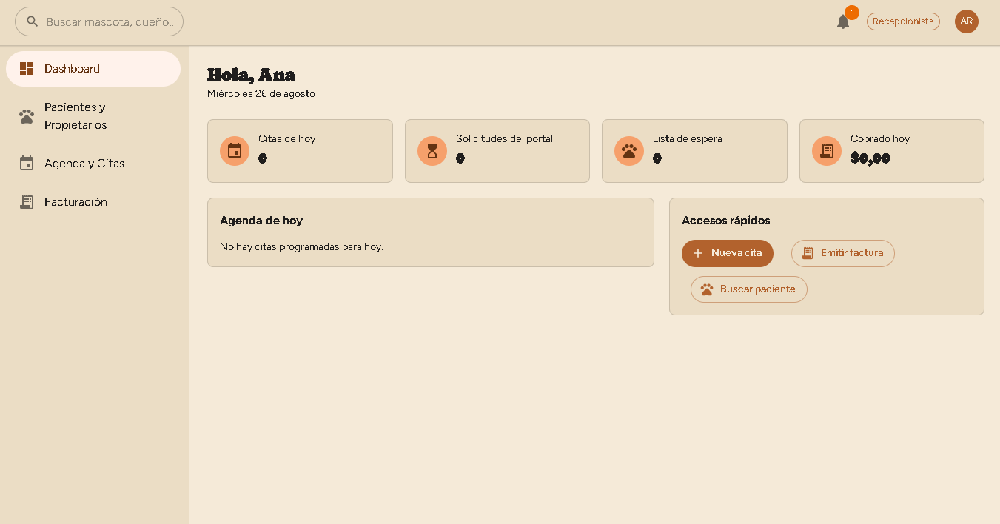 Buscar mascota, dueño..
1
Recepcionista
AR
Dashboard
Pacientes y
Propietarios
Agenda y Citas
Facturación
Hola, Ana
Miércoles 26 de agosto
Citas de hoy
0
Solicitudes del portal
0
Lista de espera
0
Cobrado hoy
$0,00
Agenda de hoy
No hay citas programadas para hoy.
Accesos rápidos
Nueva cita
Emitir factura
Buscar paciente